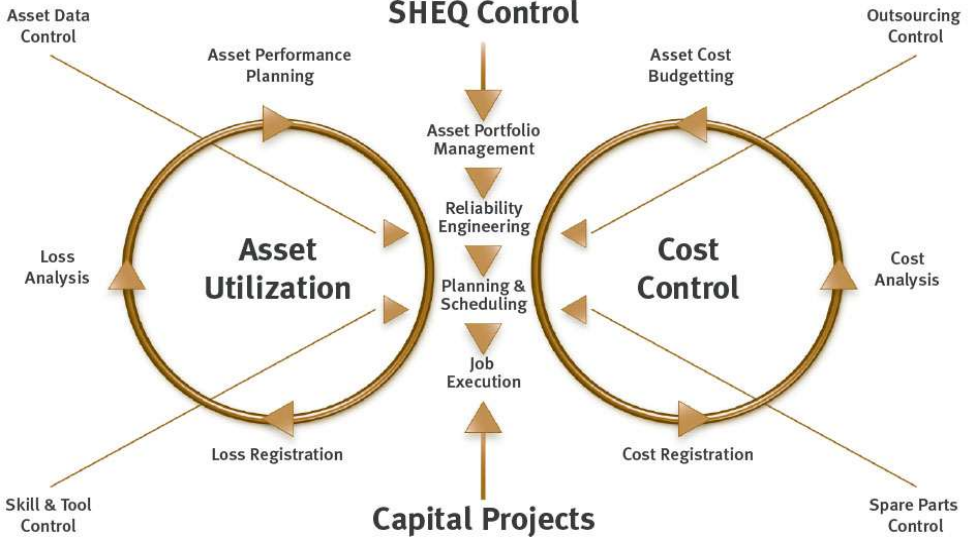 SHEQ Control
Asset Data
Control
Outsourcing
Control
Asset Performance
Planning
Asset Cost
Budgetting
Asset Portfolio
Management
Reliability
Engineering
Loss
Analysis
Asset
Utilization
Planning &
Scheduling
Cost
Control
Cost
Analysis
Job
Execution
Loss Registration
Cost Registration
Skill & Tool
Control
Capital Projects
Spare Parts
Control